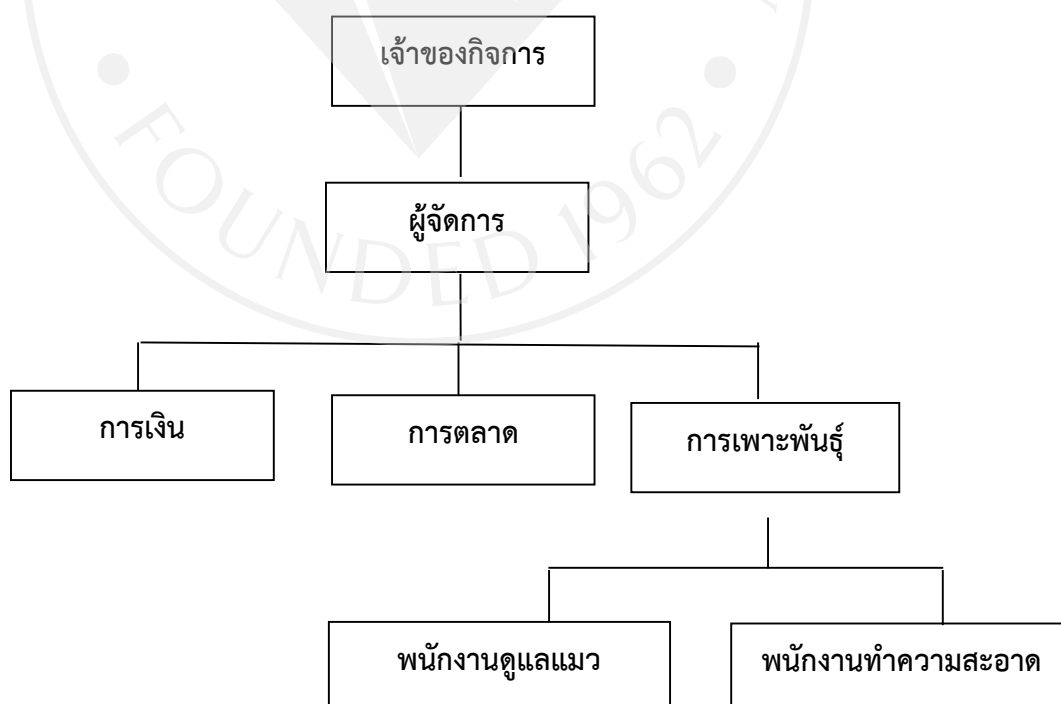 เจ้าของกิจการ
ผู้จัดการ
FOUNDED 1962
การเงิน
การตลาด
การเพาะพันธุ์
พนักงานดูแลแมว
พนักงานทำความสะอาด